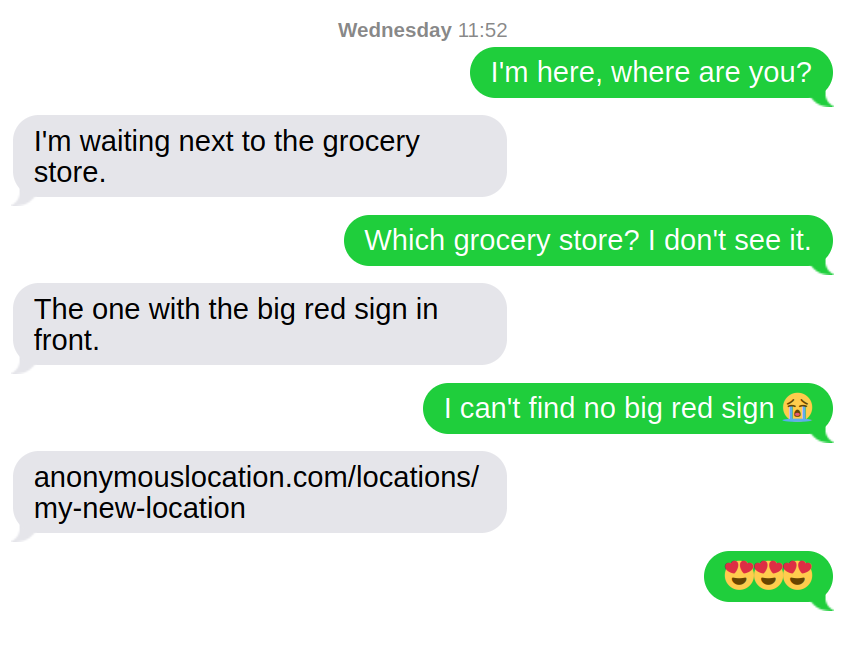 Wednesday 11:52
I'm here, where are you?
I'm waiting next to the grocery
store.
Which grocery store? I don't see it.
The one with the big red sign in
front.
I can't find no big red sign 😭
anonymouslocation.com/locations/
my-new-location
😍😍😍